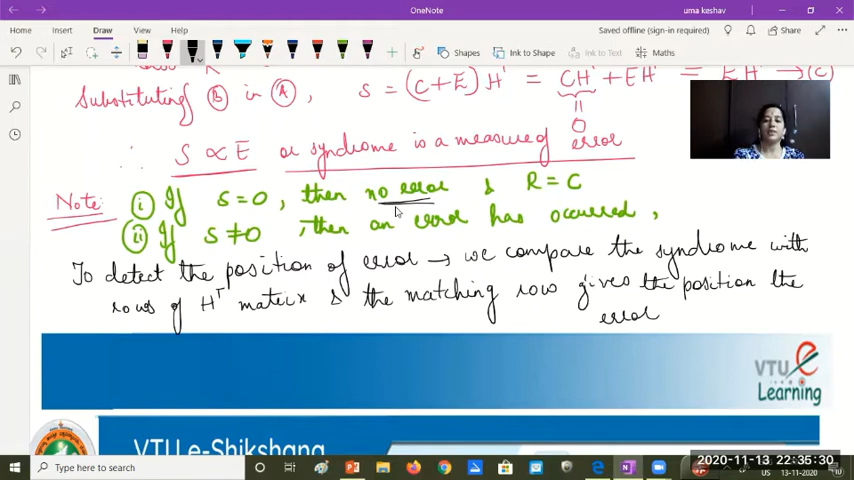 OneNote
uma keshav
Home Insert Draw History View Help
Saved offline (sign-in required) Share
Shapes Ink to Shape Ink to Text Maths
Substituting B in A, S = (C+E) Hᵀ = CHᵀ + EHᵀ = EHᵀ → (C)
||
0
∴ S ∝ E or syndrome is a measure of error
Note: i If S=0, then no error & R = C
ii If S ≠ 0, then an error has occurred,
To detect the position of error → we compare the syndrome with
rows of Hᵀ matrix & the matching row gives the position the
error
VTU e
Learning
VTU e-Shikshana
2020-11-13 22:35:30
Type here to search
US 13-11-2020